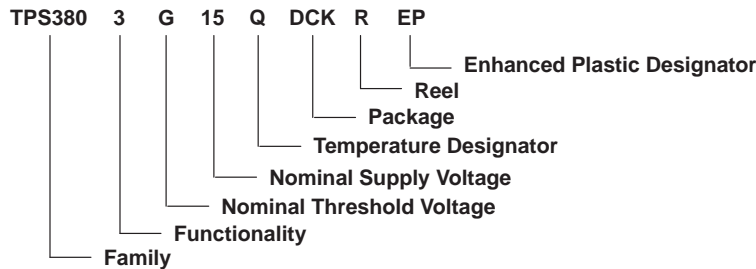 TPS380 3 G 15 Q DCK R EP
Enhanced Plastic Designator
Reel
Package
Temperature Designator
Nominal Supply Voltage
Nominal Threshold Voltage
Functionality
Family